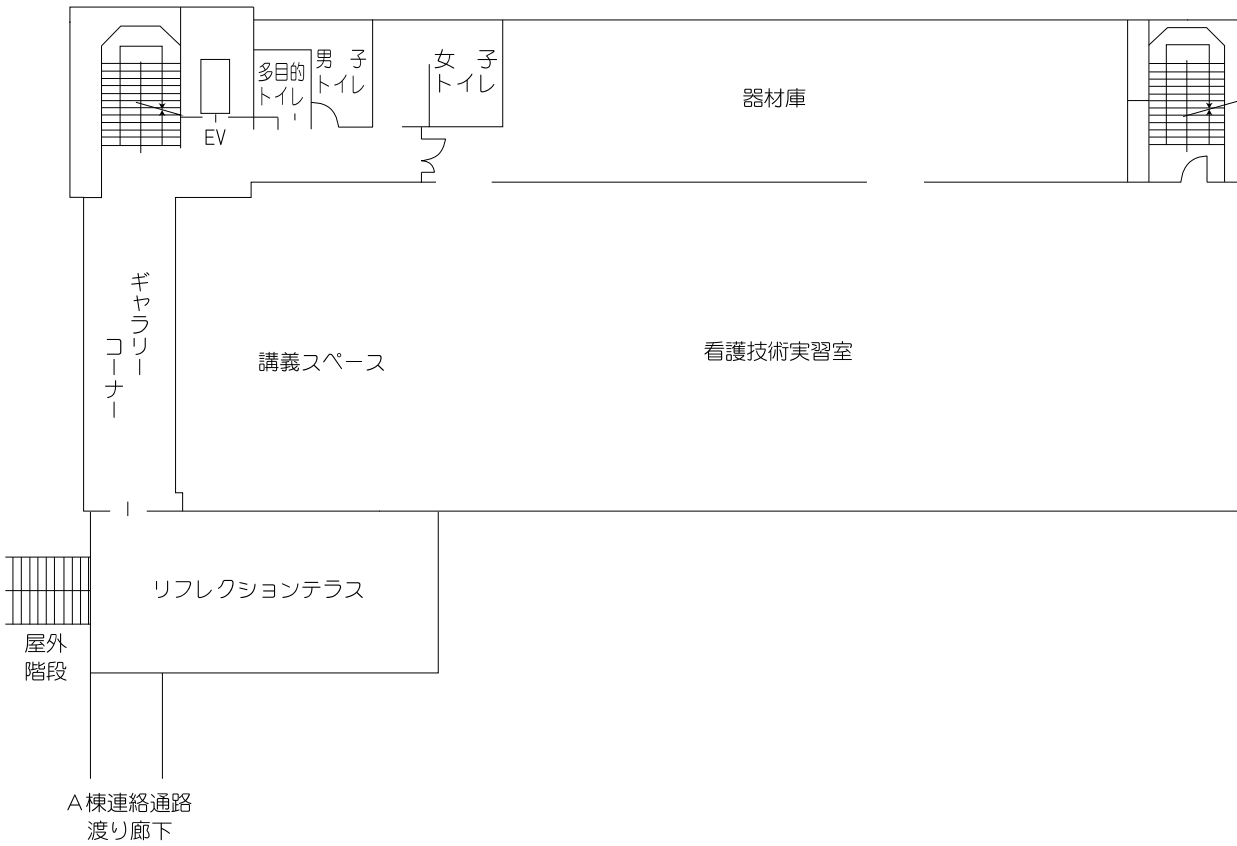 男子
トイレ
女子
トイレ
多目的
トイレ
EV
器材庫
ギャラリー
コーナー
講義スペース
看護技術実習室
リフレクションテラス
屋外
階段
A棟連絡通路
渡り廊下